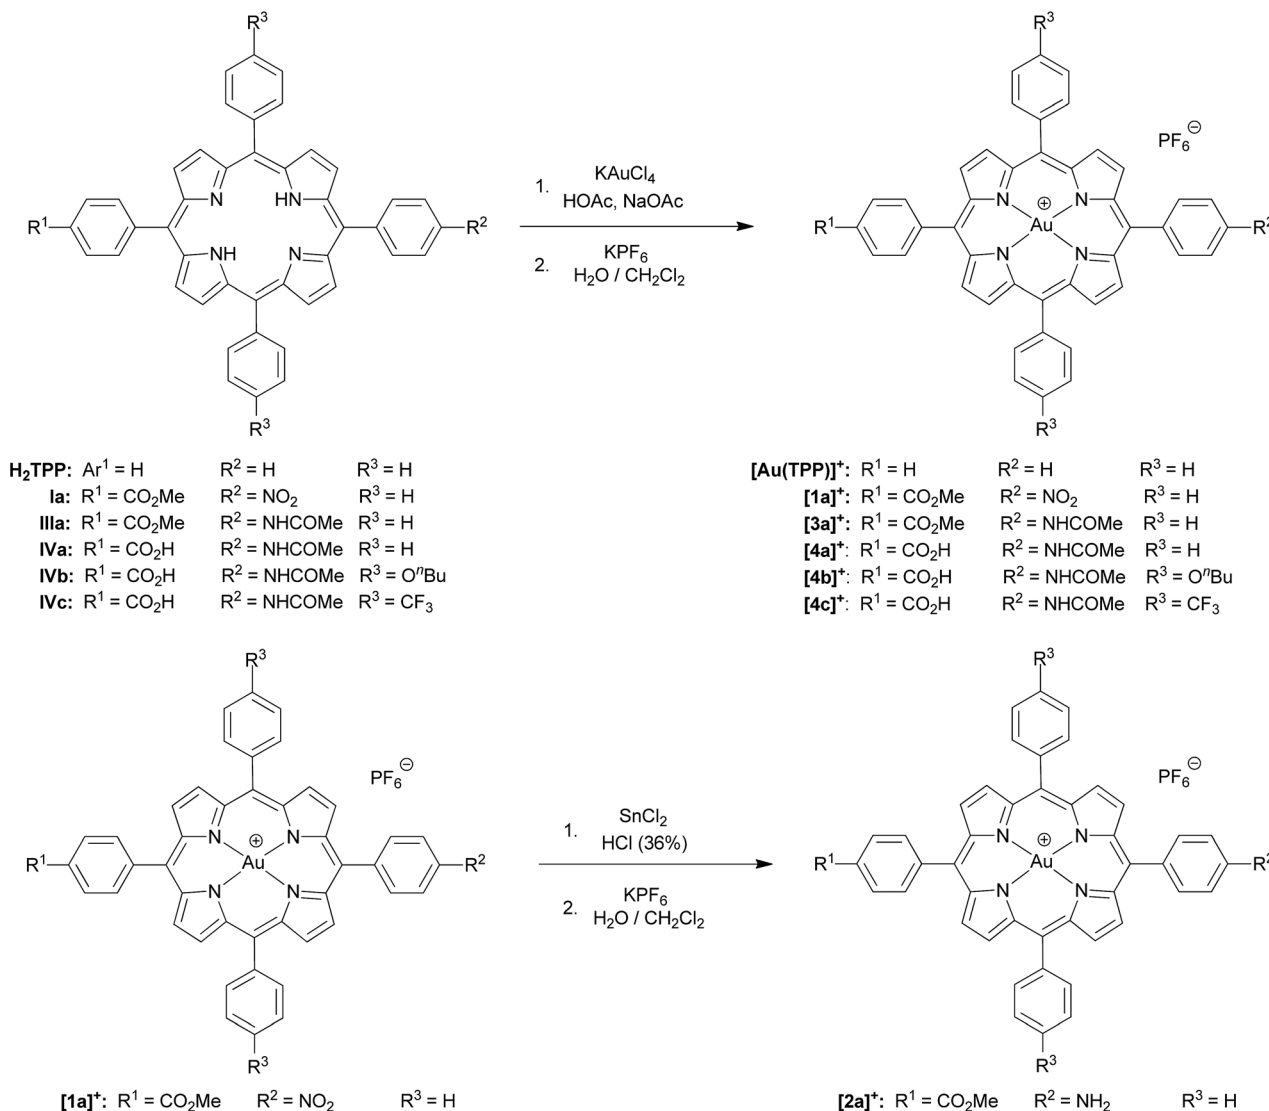 R³ R³
PF₆⊖
KAuCl₄
1.
HOAc, NaOAc
N HN N N
R¹ R² R¹ Au⊕ R²
NH N N N
KPF₆
2.
H₂O / CH₂Cl₂
R³ R³
H₂TPP: Ar¹ = H R² = H R³ = H [Au(TPP)]⁺: R¹ = H R² = H R³ = H
Ia: R¹ = CO₂Me R² = NO₂ R³ = H [1a]⁺: R¹ = CO₂Me R² = NO₂ R³ = H
IIIa: R¹ = CO₂Me R² = NHCOMe R³ = H [3a]⁺: R¹ = CO₂Me R² = NHCOMe R³ = H
IVa: R¹ = CO₂H R² = NHCOMe R³ = H [4a]⁺: R¹ = CO₂H R² = NHCOMe R³ = H
IVb: R¹ = CO₂H R² = NHCOMe R³ = OⁿBu [4b]⁺: R¹ = CO₂H R² = NHCOMe R³ = OⁿBu
IVc: R¹ = CO₂H R² = NHCOMe R³ = CF₃ [4c]⁺: R¹ = CO₂H R² = NHCOMe R³ = CF₃
R³ R³
PF₆⊖ PF₆⊖
SnCl₂
1.
HCl (36%)
N N N N
R¹ Au⊕ R² R¹ Au⊕ R²
N N N N
KPF₆
2.
H₂O / CH₂Cl₂
R³ R³
[1a]⁺: R¹ = CO₂Me R² = NO₂ R³ = H [2a]⁺: R¹ = CO₂Me R² = NH₂ R³ = H